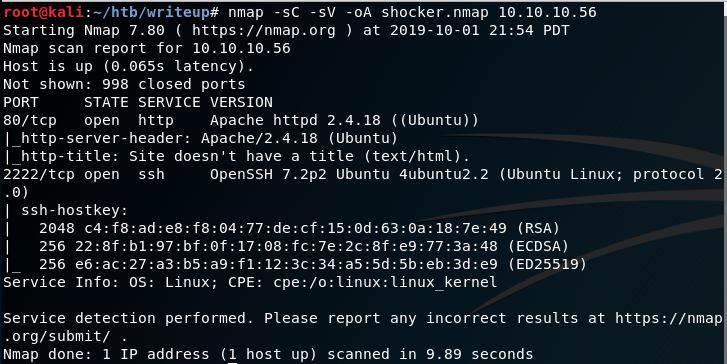 root@kali:~/htb/writeup# nmap -sC -sV -oA shocker.nmap 10.10.10.56
Starting Nmap 7.80 ( https://nmap.org ) at 2019-10-01 21:54 PDT
Nmap scan report for 10.10.10.56
Host is up (0.065s latency).
Not shown: 998 closed ports
PORT     STATE SERVICE VERSION
80/tcp   open  http    Apache httpd 2.4.18 ((Ubuntu))
|_http-server-header: Apache/2.4.18 (Ubuntu)
|_http-title: Site doesn't have a title (text/html).
2222/tcp open  ssh     OpenSSH 7.2p2 Ubuntu 4ubuntu2.2 (Ubuntu Linux; protocol 2
.0)
| ssh-hostkey:
|   2048 c4:f8:ad:e8:f8:04:77:de:cf:15:0d:63:0a:18:7e:49 (RSA)
|   256 22:8f:b1:97:bf:0f:17:08:fc:7e:2c:8f:e9:77:3a:48 (ECDSA)
|_  256 e6:ac:27:a3:b5:a9:f1:12:3c:34:a5:5d:5b:eb:3d:e9 (ED25519)
Service Info: OS: Linux; CPE: cpe:/o:linux:linux_kernel

Service detection performed. Please report any incorrect results at https://nmap
.org/submit/ .
Nmap done: 1 IP address (1 host up) scanned in 9.89 seconds